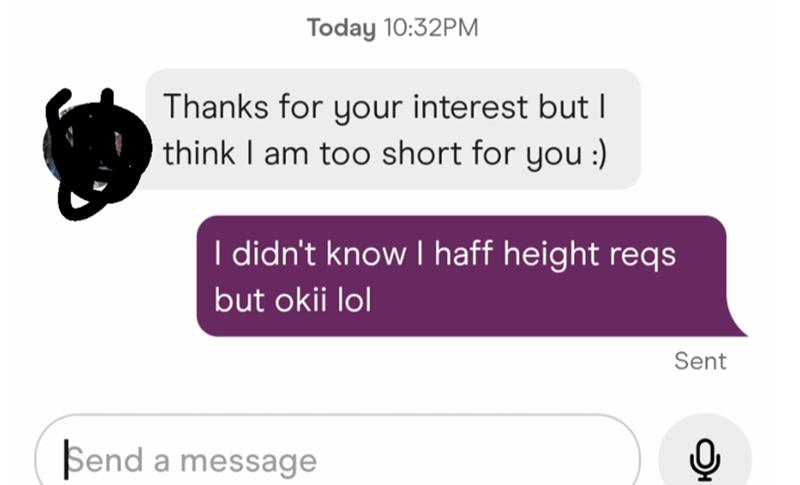 Today 10:32PM
Thanks for your interest but I
think I am too short for you :)
I didn't know I haff height reqs
but okii lol
Sent
Send a message